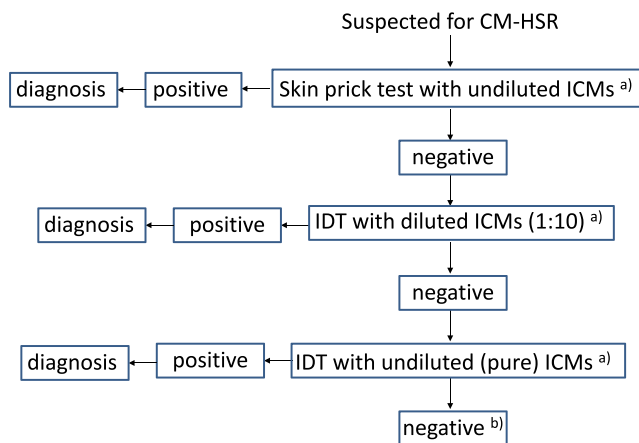 Suspected for CM-HSR
diagnosis
positive
Skin prick test with undiluted ICMs a)
negative
diagnosis
positive
IDT with diluted ICMs (1:10) a)
negative
diagnosis
positive
IDT with undiluted (pure) ICMs a)
negative b)